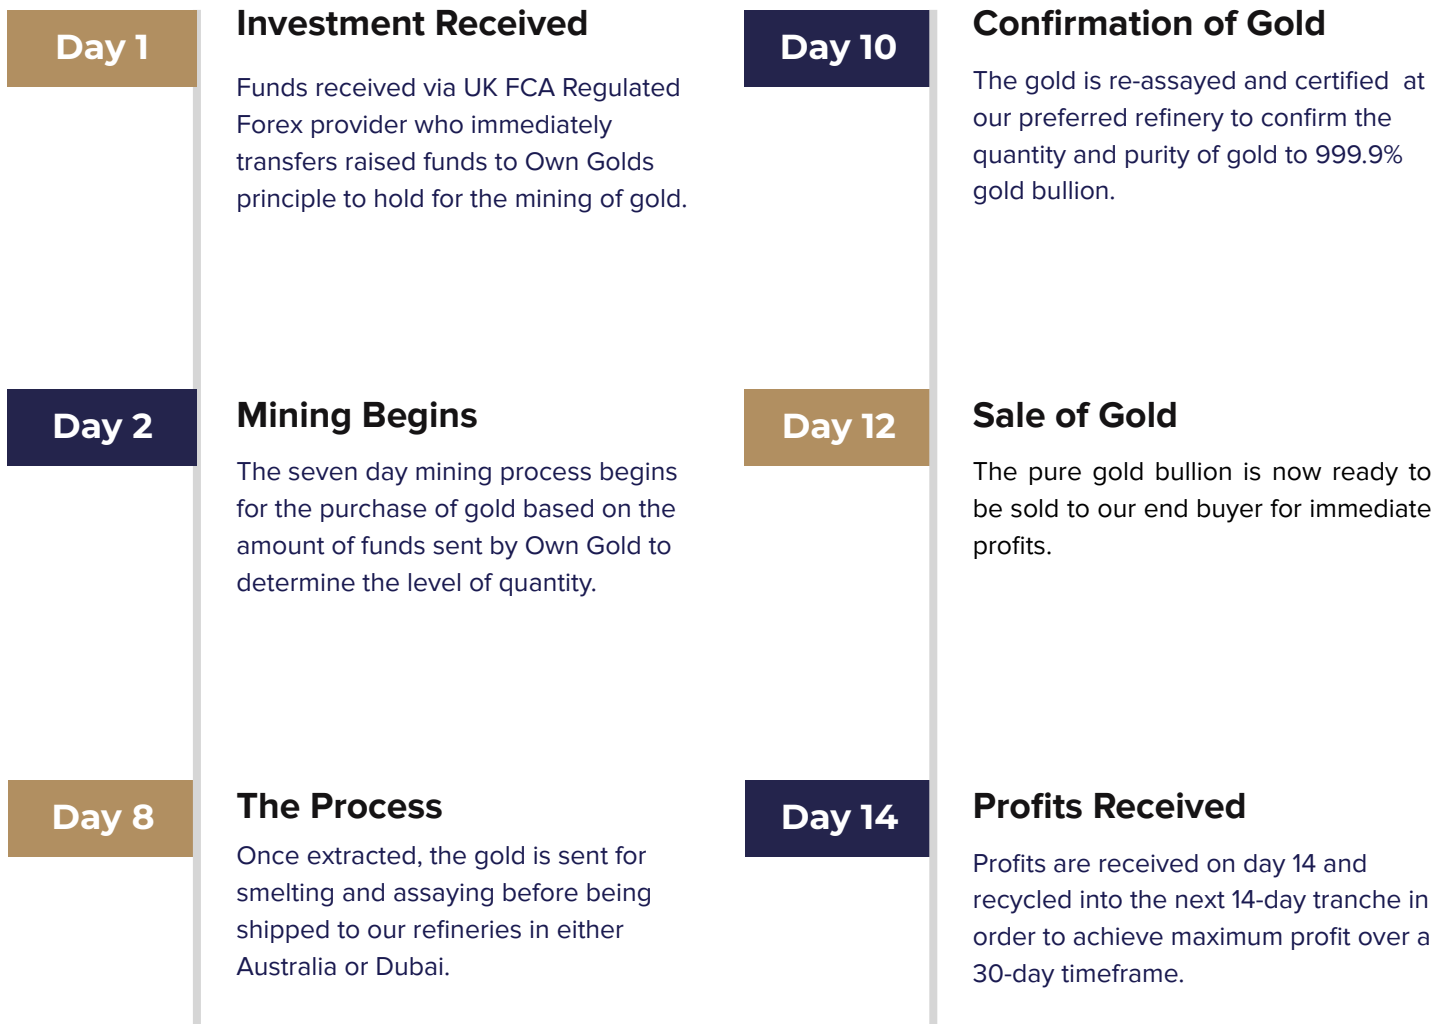 Day 1
Investment Received
Funds received via UK FCA Regulated
Forex provider who immediately
transfers raised funds to Own Golds
principle to hold for the mining of gold.
Day 2
Mining Begins
The seven day mining process begins
for the purchase of gold based on the
amount of funds sent by Own Gold to
determine the level of quantity.
Day 8
The Process
Once extracted, the gold is sent for
smelting and assaying before being
shipped to our refineries in either
Australia or Dubai.
Day 10
Confirmation of Gold
The gold is re-assayed and certified at
our preferred refinery to confirm the
quantity and purity of gold to 999.9%
gold bullion.
Day 12
Sale of Gold
The pure gold bullion is now ready to
be sold to our end buyer for immediate
profits.
Day 14
Profits Received
Profits are received on day 14 and
recycled into the next 14-day tranche in
order to achieve maximum profit over a
30-day timeframe.